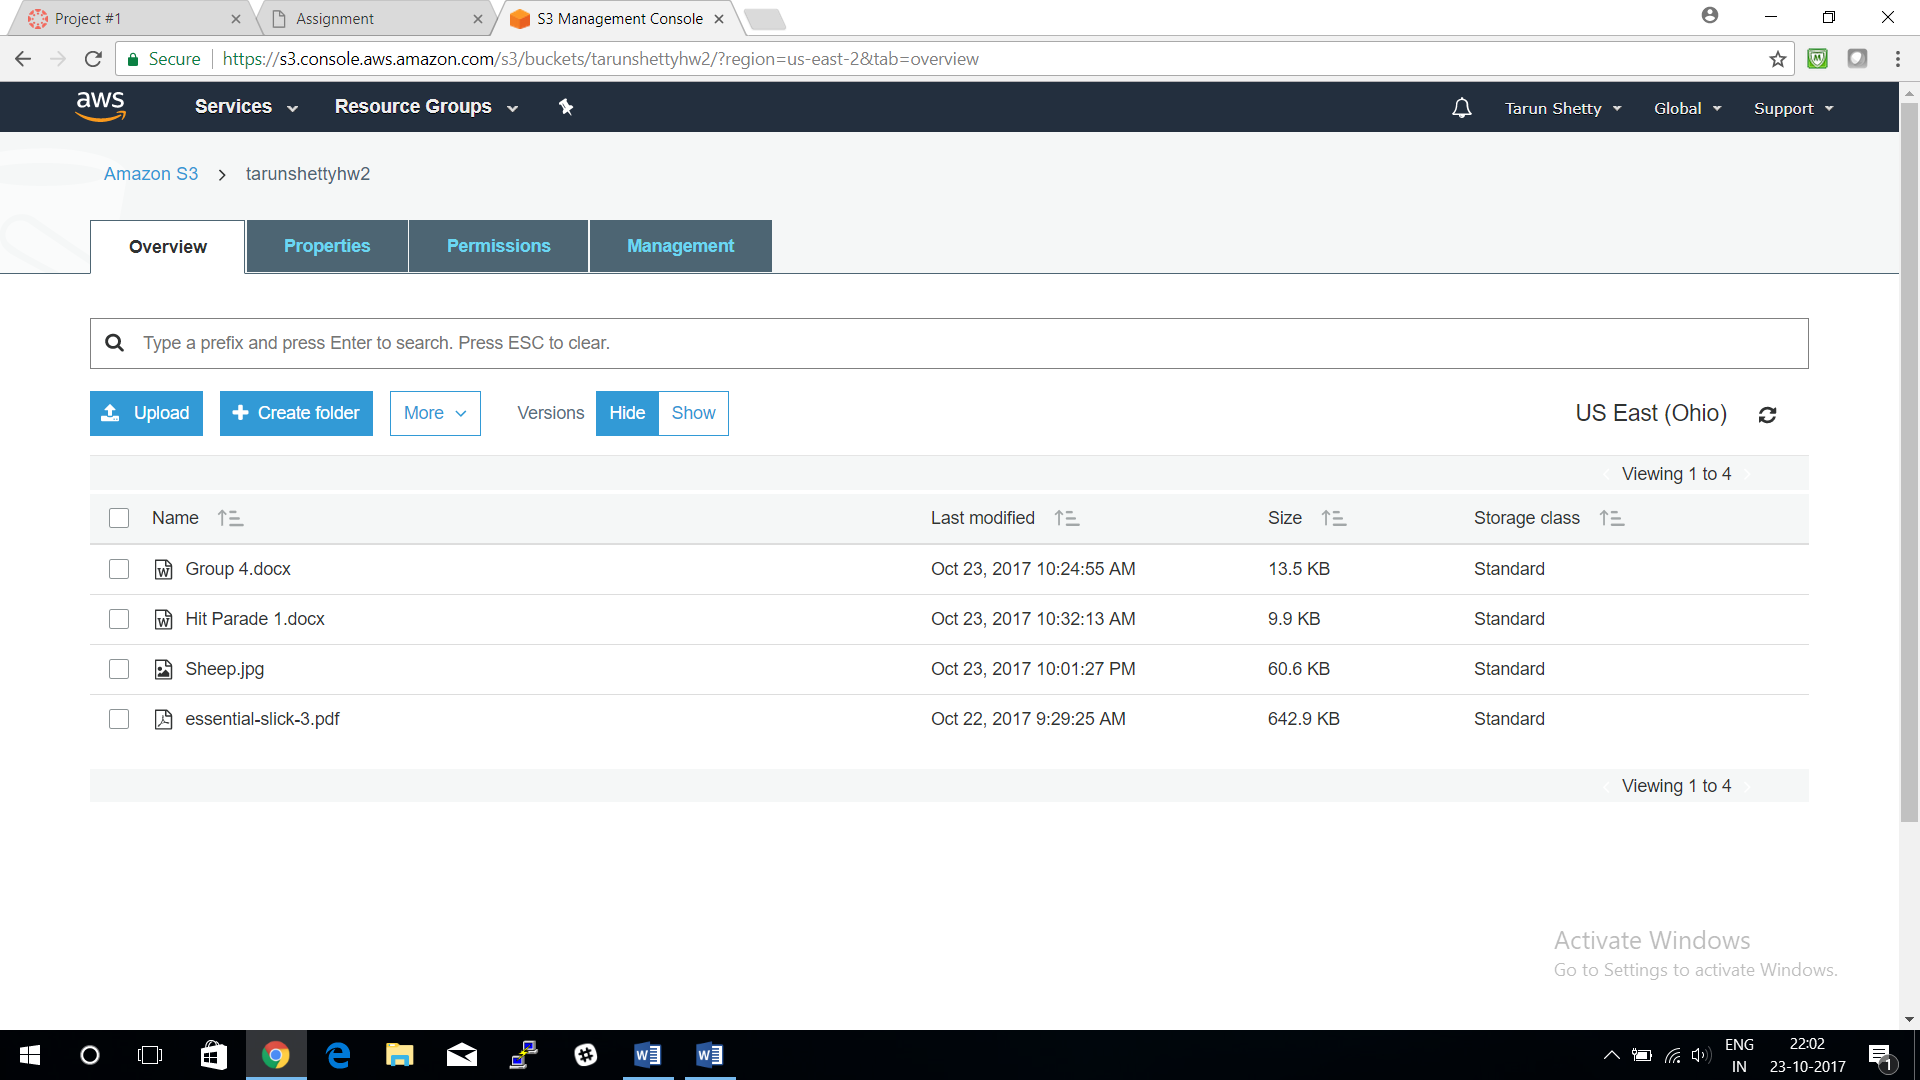 Project #1
Assignment
S3 Management Console
Secure
https://s3.console.aws.amazon.com/s3/buckets/tarunshettyhw2/?region=us-east-2&tab=overview
aws
Services
Resource Groups
Tarun Shetty
Global
Support
Amazon S3
tarunshettyhw2
Overview
Properties
Permissions
Management
Type a prefix and press Enter to search. Press ESC to clear.
Upload
Create folder
More
Versions
Hide
Show
US East (Ohio)
Viewing 1 to 4
Name Last modified Size Storage class
Group 4.docx Oct 23, 2017 10:24:55 AM 13.5 KB Standard
Hit Parade 1.docx Oct 23, 2017 10:32:13 AM 9.9 KB Standard
Sheep.jpg Oct 23, 2017 10:01:27 PM 60.6 KB Standard
essential-slick-3.pdf Oct 22, 2017 9:29:25 AM 642.9 KB Standard
Viewing 1 to 4
Activate Windows
Go to Settings to activate Windows.
ENG
IN
22:02
23-10-2017
1